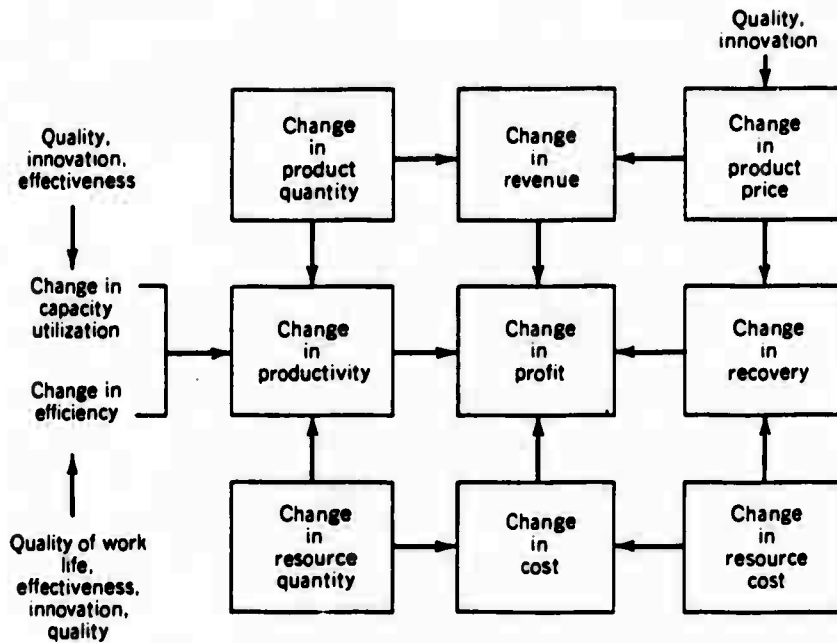 Quality,
innovation
Change
in
product
quantity
Change
in
revenue
Change
in
product
price
Quality,
innovation,
effectiveness
Change in
capacity
utilization
Change in
efficiency
Change
in
productivity
Change
in
profit
Change
in
recovery
Quality of work
life,
effectiveness,
innovation,
quality
Change
in
resource
quantity
Change
in
cost
Change
in
resource
cost